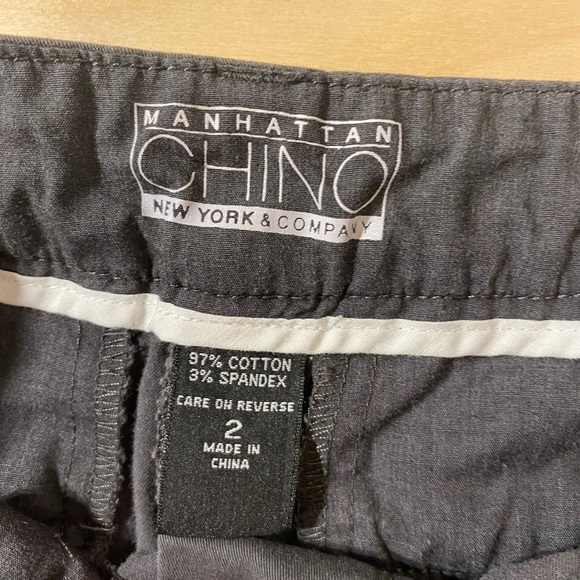 MANHATTAN
CHINO
NEW YORK & COMPANY
97% COTTON
3% SPANDEX
CARE ON REVERSE
2
MADE IN
CHINA